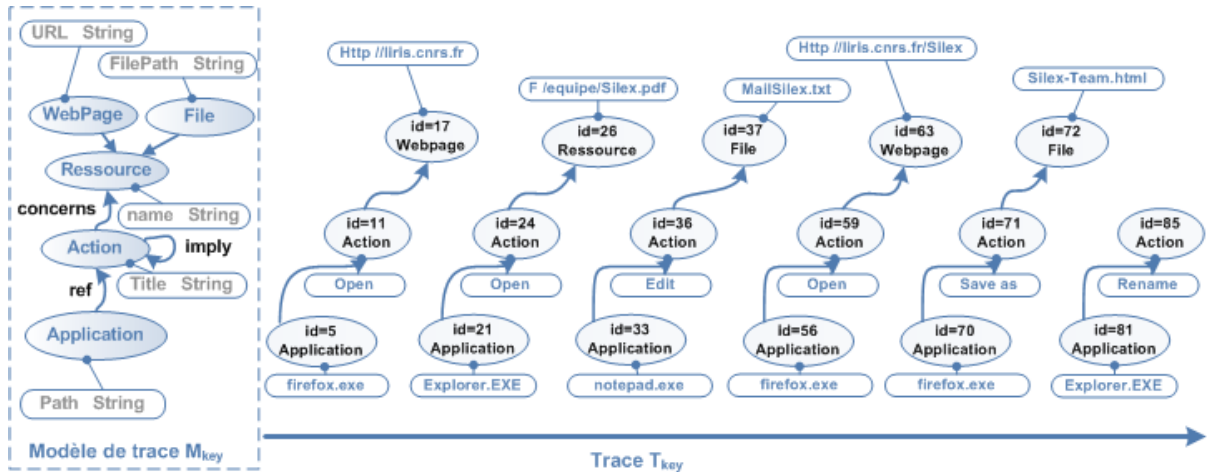 URL String
FilePath String
WebPage
File
Ressource
concerns
name String
Action
imply
Title String
ref
Application
Path String
Modèle de trace Mkey
Http //liris.cnrs.fr
F /equipe/Silex.pdf
MailSilex.txt
Http //liris.cnrs.fr/Silex
Silex-Team.html
id=17
Webpage
id=26
Ressource
id=37
File
id=63
Webpage
id=72
File
id=11
Action
id=24
Action
id=36
Action
id=59
Action
id=71
Action
id=85
Action
Open
Open
Edit
Open
Save as
Rename
id=5
Application
id=21
Application
id=33
Application
id=56
Application
id=70
Application
id=81
Application
firefox.exe
Explorer.EXE
notepad.exe
firefox.exe
firefox.exe
Explorer.EXE
Trace Tkey